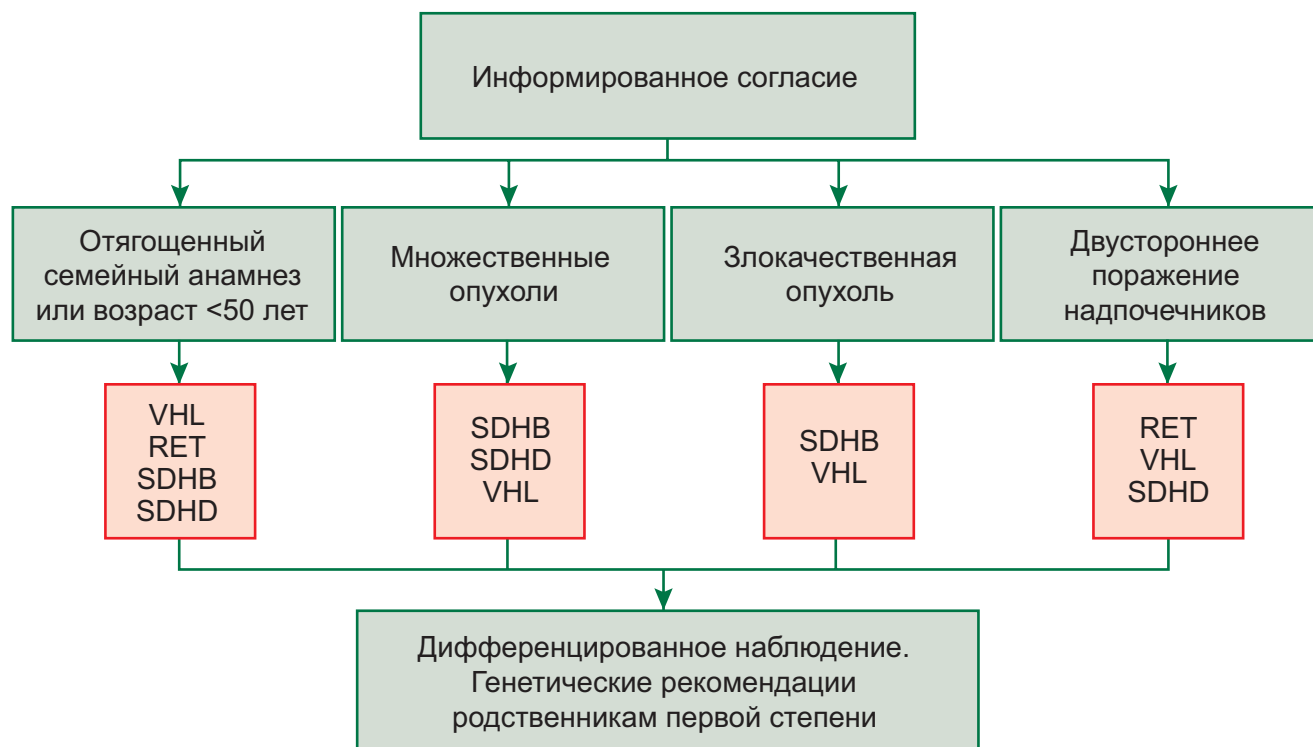 Информированное согласие
Отягощенный
семейный анамнез
или возраст <50 лет
Множественные
опухоли
Злокачественная
опухоль
Двустороннее
поражение
надпочечников
VHL
RET
SDHB
SDHD
SDHB
SDHD
VHL
SDHB
VHL
RET
VHL
SDHD
Дифференцированное наблюдение.
Генетические рекомендации
родственникам первой степени